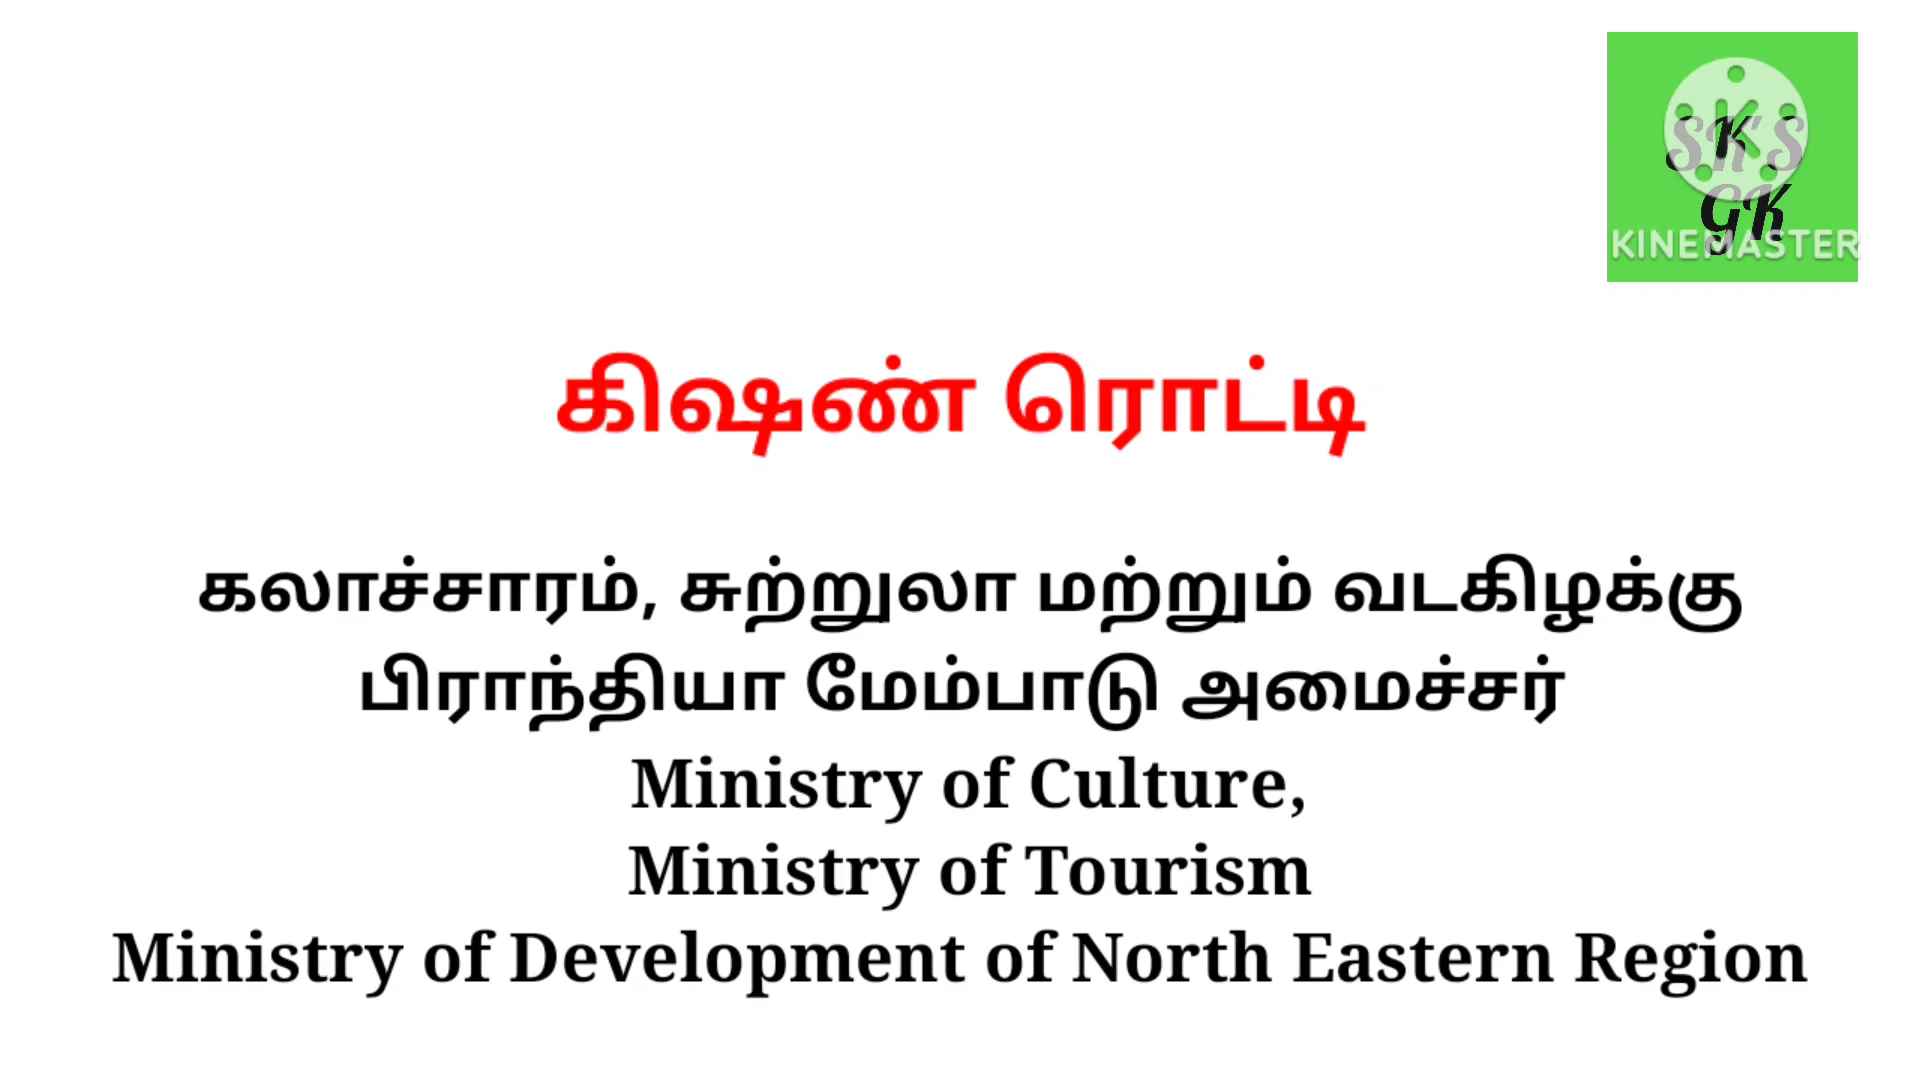 SK'S
GK
KINEMASTER
கிஷண் ரொட்டி
கலாச்சாரம், சுற்றுலா மற்றும் வடகிழக்கு
பிராந்தியா மேம்பாடு அமைச்சர்
Ministry of Culture,
Ministry of Tourism
Ministry of Development of North Eastern Region